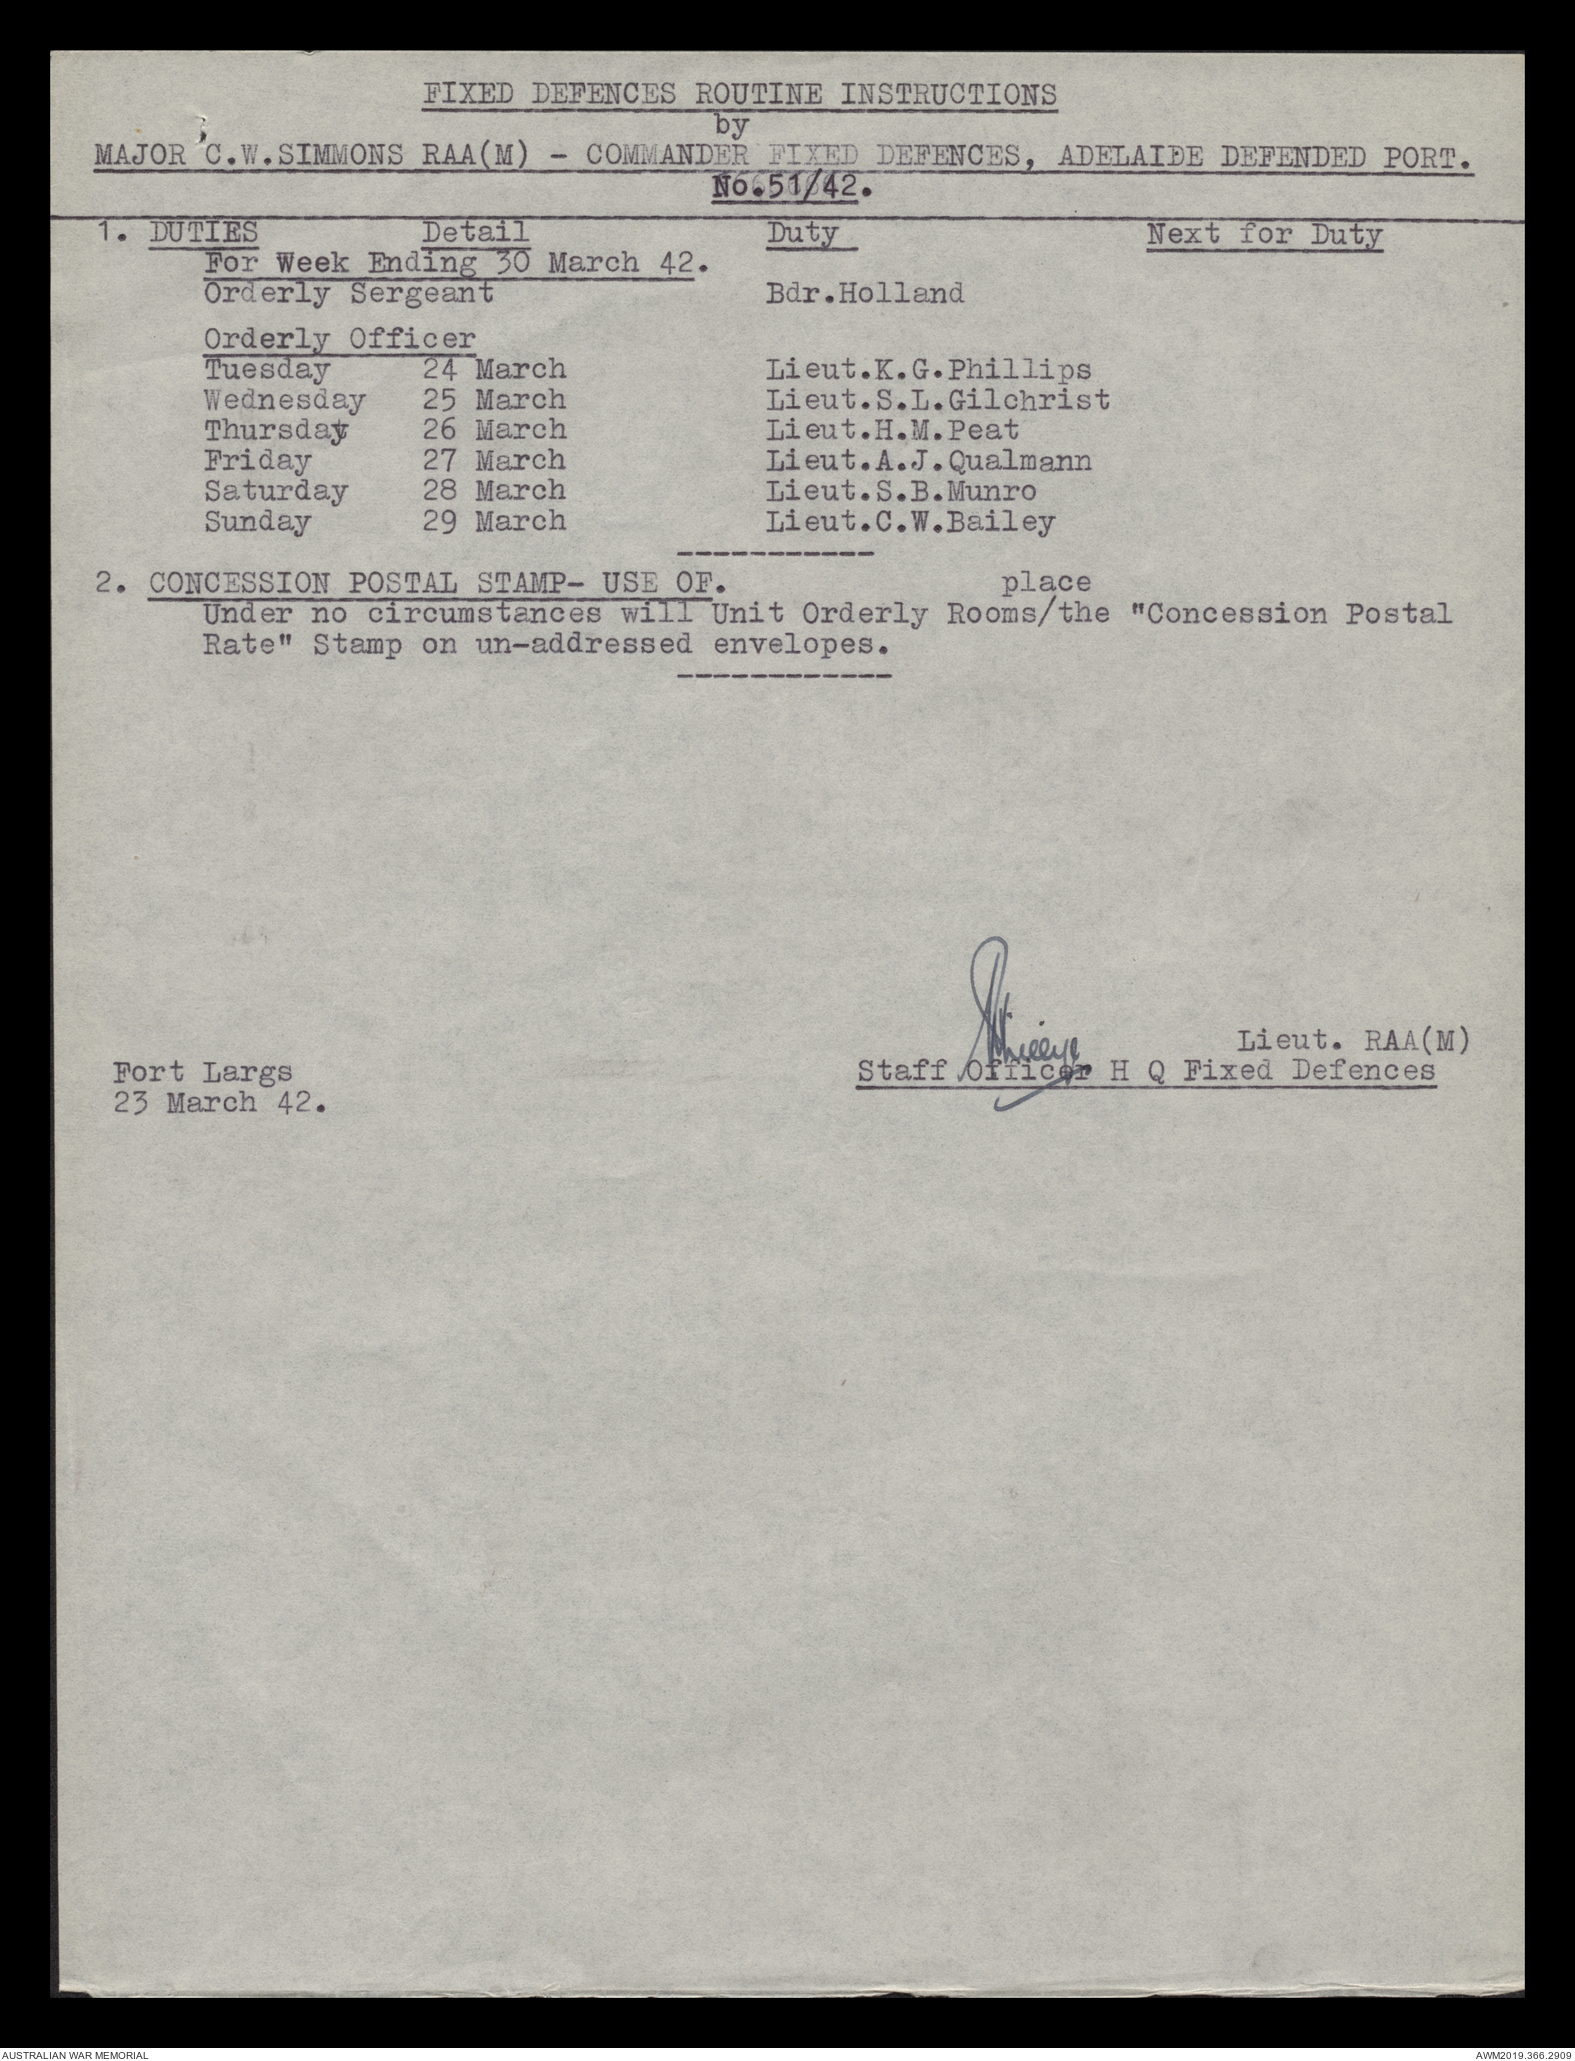 FIXED DEFENCES ROUTINE INSTRUCTIONS
by
MAJOR C.W.SIMMONS RAA(M) - COMMANDER FIXED DEFENCES, ADELAIDE DEFENDED PORT.
No.51/42.
1. DUTIES Detail Duty Next for Duty
For Week Ending 30 March 42.
Orderly Sergeant Bdr.Holland
Orderly Officer
Tuesday 24 March Lieut.K.G.Phillips
Wednesday 25 March Lieut.S.L.Gilchrist
Thursday 26 March Lieut.H.M.Peat
Friday 27 March Lieut.A.J.Qualmann
Saturday 28 March Lieut.S.B.Munro
Sunday 29 March Lieut.C.W.Bailey
-----------
2. CONCESSION POSTAL STAMP- USE OF. place
Under no circumstances will Unit Orderly Rooms/the "Concession Postal
Rate" Stamp on un-addressed envelopes.
------------
Lieut. RAA(M)
Fort Largs Staff Officer H Q Fixed Defences
23 March 42.
AUSTRALIAN WAR MEMORIAL AWM2019.366.2909